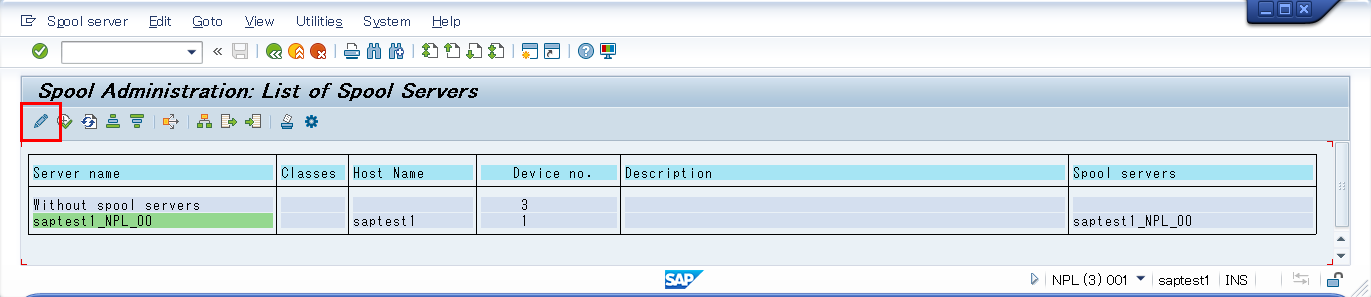 Spool server Edit Goto View Utilities System Help
Spool Administration: List of Spool Servers
Server name Classes Host Name Device no. Description Spool servers
Without spool servers 3
saptest1_NPL_00 saptest1 1 saptest1_NPL_00
SAP NPL (3) 001 saptest1 INS